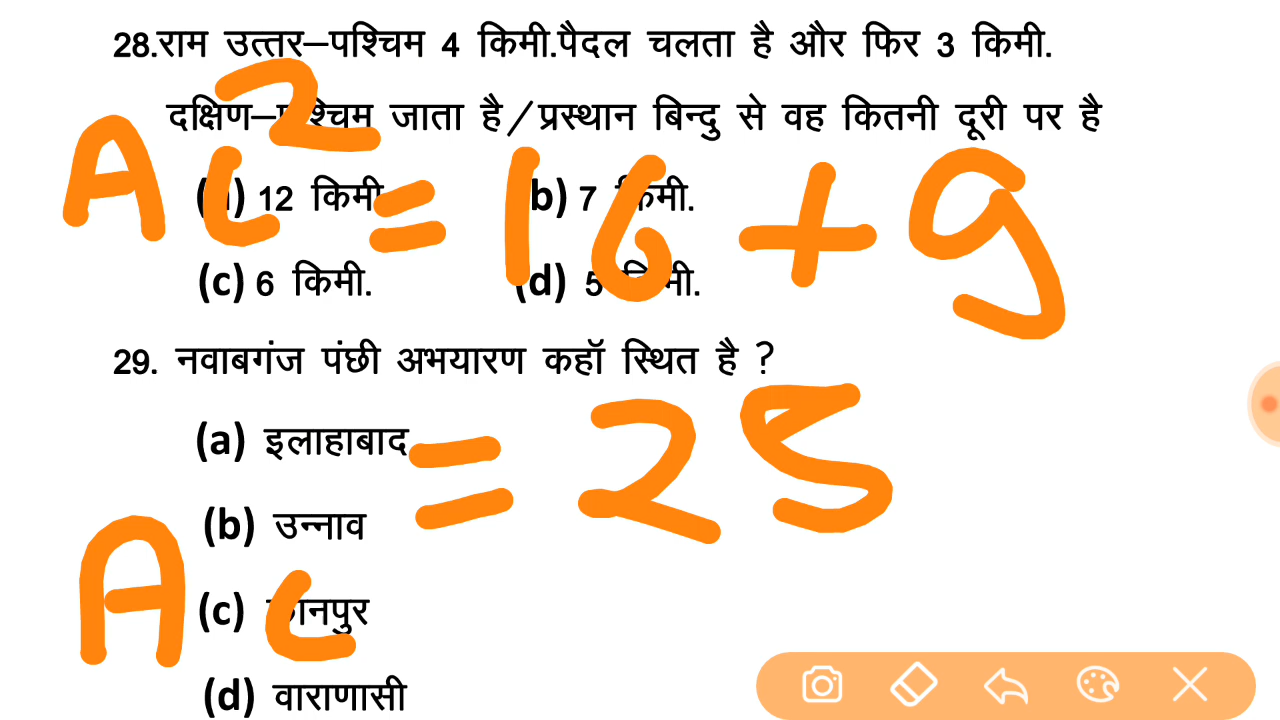 28.राम उत्तर–पश्चिम 4 किमी.पैदल चलता है और फिर 3 किमी.
दक्षिण–पश्चिम जाता है/प्रस्थान बिन्दु से वह कितनी दूरी पर है
(a) 12 किमी. (b) 7 किमी.
(c) 6 किमी. (d) 5 किमी.
AC² = 16 + 9
29. नवाबगंज पंछी अभयारण कहॉ स्थित है ?
(a) इलाहाबाद
= 25
(b) उन्नाव
(c) कानपुर
AC
(d) वाराणासी